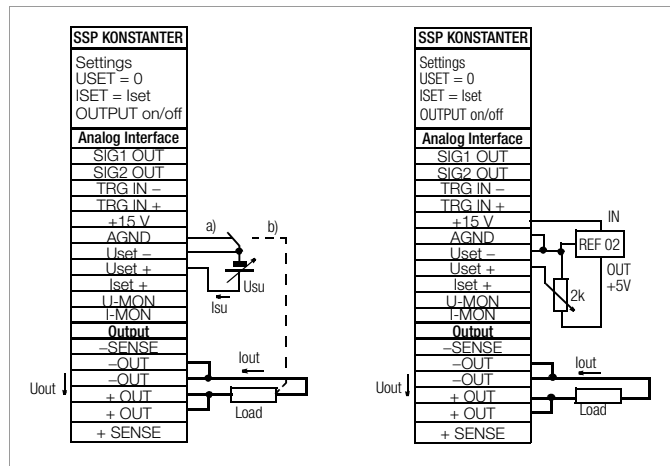 SSP KONSTANTER
Settings
USET = 0
ISET = Iset
OUTPUT on/off
Analog Interface
SIG1 OUT
SIG2 OUT
TRG IN –
TRG IN +
+15 V
AGND
Uset –
Uset +
Iset +
U-MON
I-MON
Output
–SENSE
–OUT
–OUT
+ OUT
+ OUT
+ SENSE
a)
b)
Usu
Isu
Iout
Uout
Load
SSP KONSTANTER
Settings
USET = 0
ISET = Iset
OUTPUT on/off
Analog Interface
SIG1 OUT
SIG2 OUT
TRG IN –
TRG IN +
+15 V
AGND
Uset –
Uset +
Iset +
U-MON
I-MON
Output
–SENSE
–OUT
–OUT
+ OUT
+ OUT
+ SENSE
IN
REF 02
OUT
+5V
2k
Iout
Uout
Load